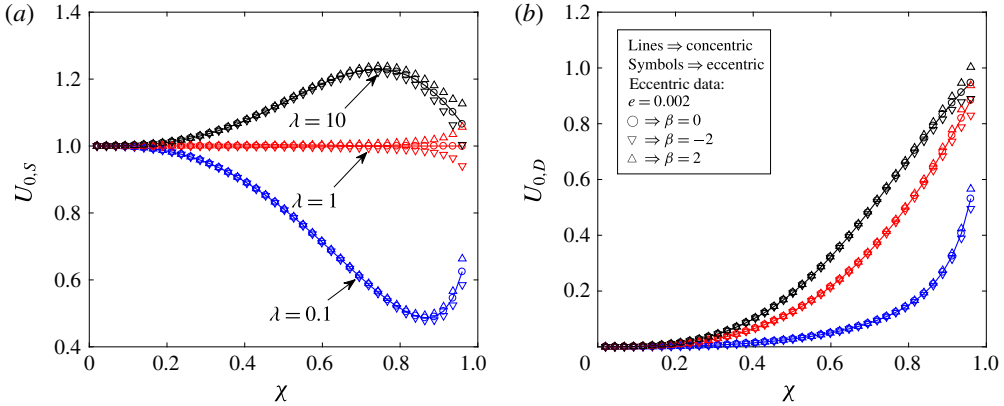 (a)
1.4
1.2
1.0
0.8
0.6
0.4
U0,S
λ = 10
λ = 1
λ = 0.1
0 0.2 0.4 0.6 0.8 1.0
χ
(b)
1.2
1.0
0.8
0.6
0.4
0.2
U0,D
Lines ⇒ concentric
Symbols ⇒ eccentric
Eccentric data:
e = 0.002
○ ⇒ β = 0
▽ ⇒ β = −2
△ ⇒ β = 2
0 0.2 0.4 0.6 0.8 1.0
χ